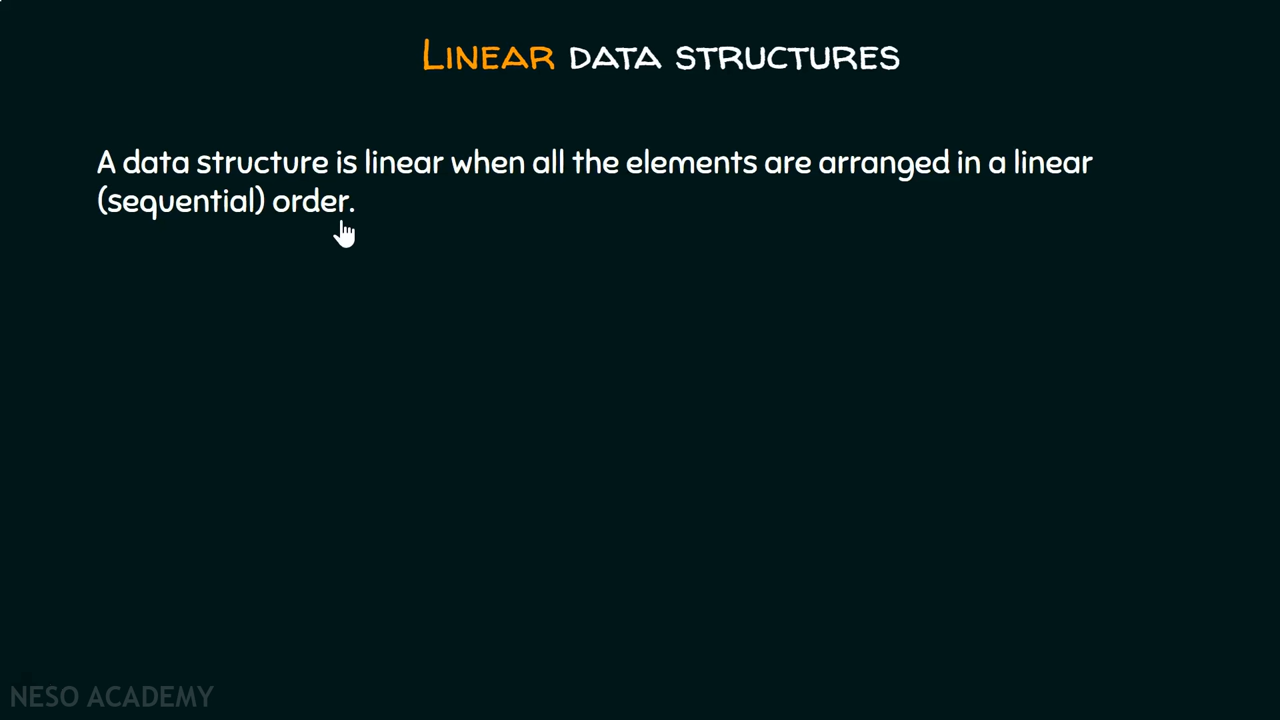 LINEAR DATA STRUCTURES
A data structure is linear when all the elements are arranged in a linear
(sequential) order.
NESO ACADEMY